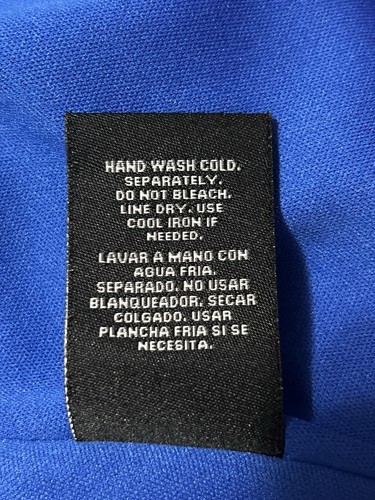 HAND WASH COLD.
SEPARATELY.
DO NOT BLEACH.
LINE DRY. USE
COOL IRON IF
NEEDED.
LAVAR A MANO CON
AGUA FRIA.
SEPARADO. NO USAR
BLANQUEADOR. SECAR
COLGADO. USAR
PLANCHA FRIA SI SE
NECESITA.